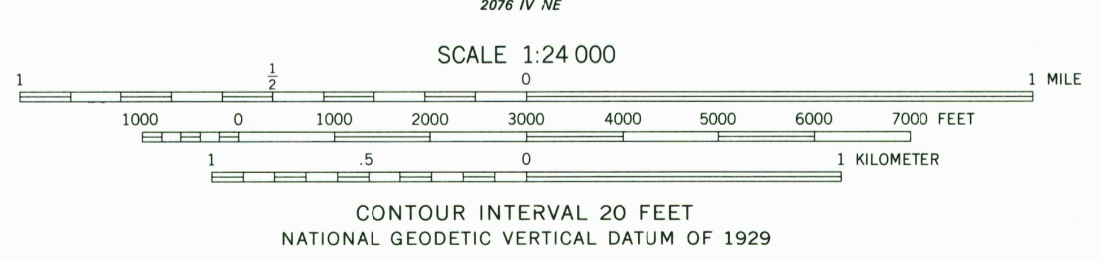 2076 IV NE
SCALE 1:24 000
1 1/2 0 1 MILE
1000 0 1000 2000 3000 4000 5000 6000 7000 FEET
1 .5 0 1 KILOMETER
CONTOUR INTERVAL 20 FEET
NATIONAL GEODETIC VERTICAL DATUM OF 1929